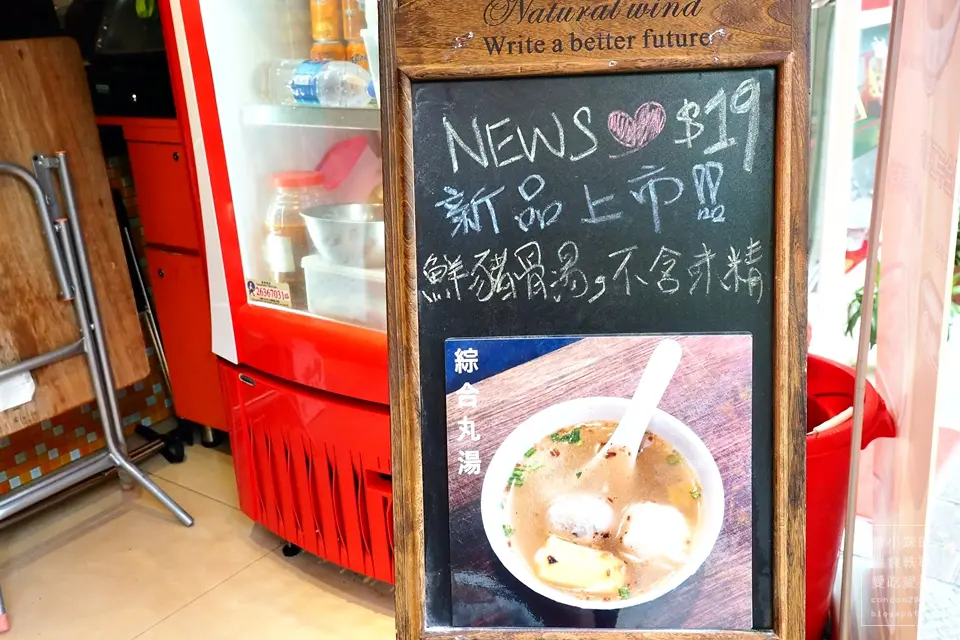 Natural wind
Write a better future
NEWS $19
新品上市!!!
鮮豬骨湯,不含味精
綜合丸湯
26367031